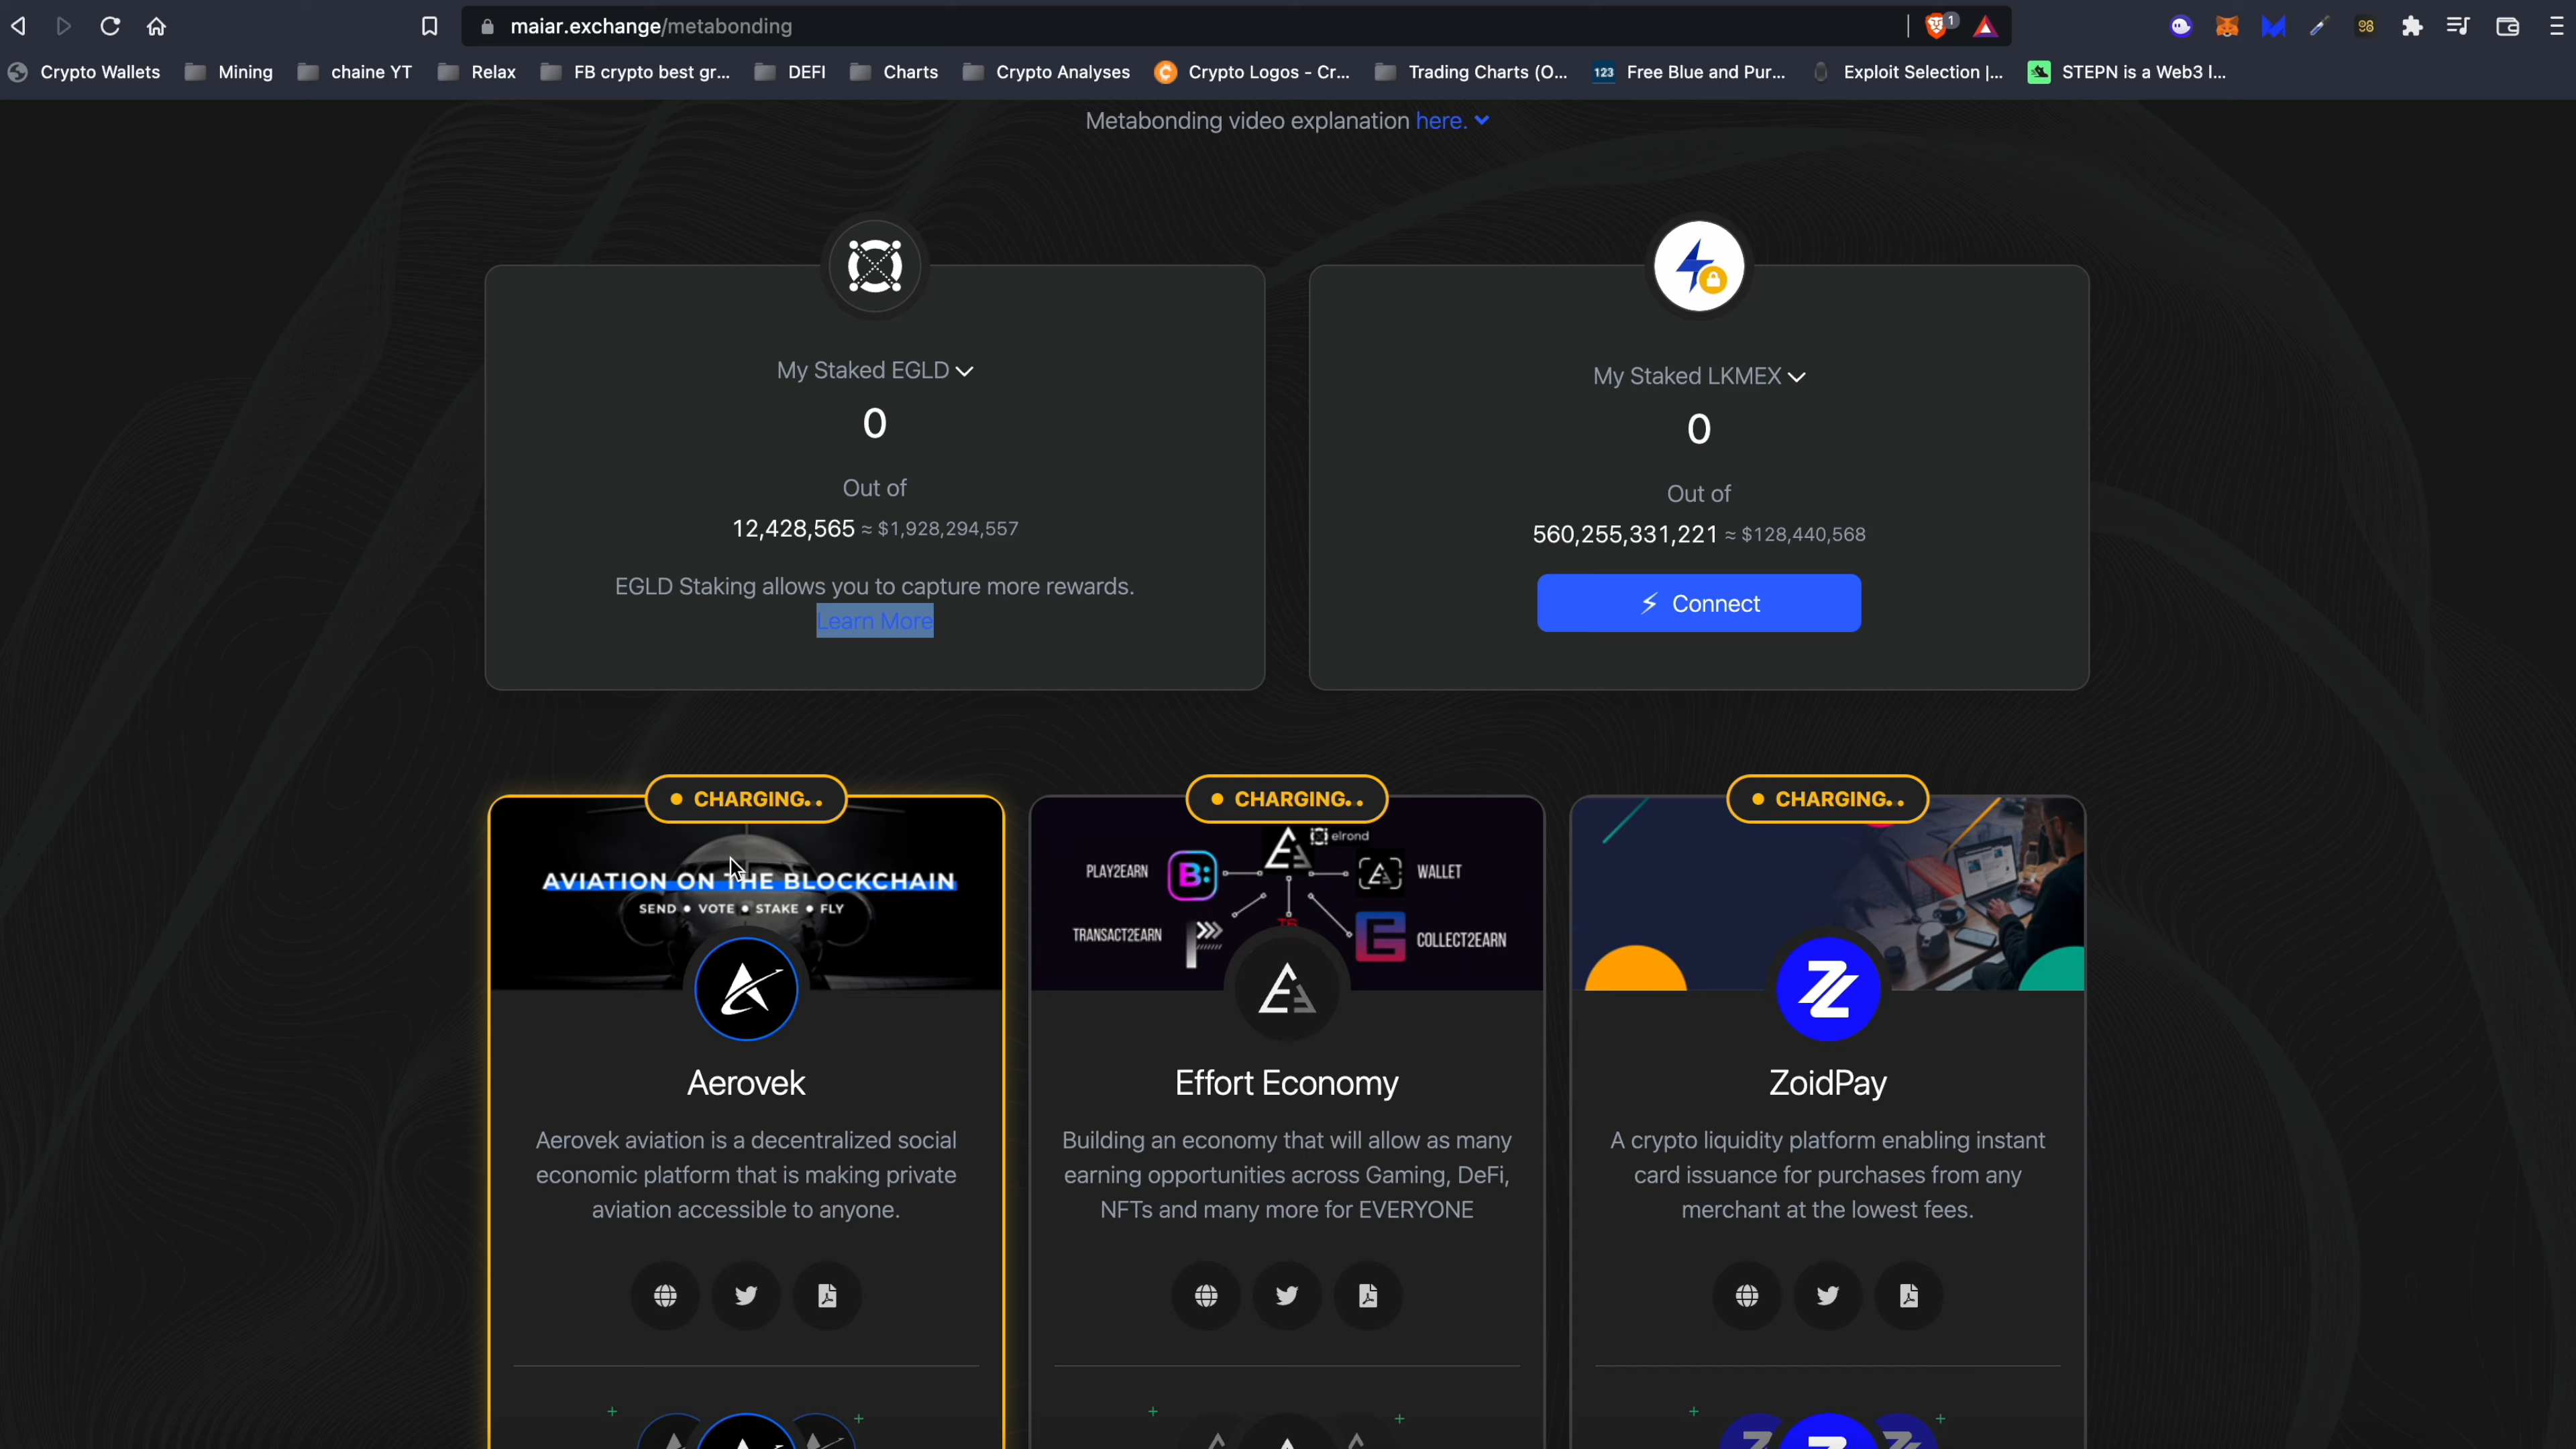 maiar.exchange/metabonding
1
98
Crypto Wallets
Mining
chaine YT
Relax
FB crypto best gr...
DEFI
Charts
Crypto Analyses
Crypto Logos - Cr...
Trading Charts (O...
123
Free Blue and Pur...
Exploit Selection |...
STEPN is a Web3 l...
Metabonding video explanation here.
My Staked EGLD
0
Out of
12,428,565 ≈ $1,928,294,557
EGLD Staking allows you to capture more rewards.
Learn More
My Staked LKMEX
0
Out of
560,255,331,221 ≈ $128,440,568
Connect
CHARGING..
AVIATION ON THE BLOCKCHAIN
SEND • VOTE • STAKE • FLY
Aerovek
Aerovek aviation is a decentralized social
economic platform that is making private
aviation accessible to anyone.
CHARGING..
elrond
PLAY2EARN
B:
WALLET
TRANSACT2EARN
COLLECT2EARN
Effort Economy
Building an economy that will allow as many
earning opportunities across Gaming, DeFi,
NFTs and many more for EVERYONE
CHARGING..
ZoidPay
A crypto liquidity platform enabling instant
card issuance for purchases from any
merchant at the lowest fees.